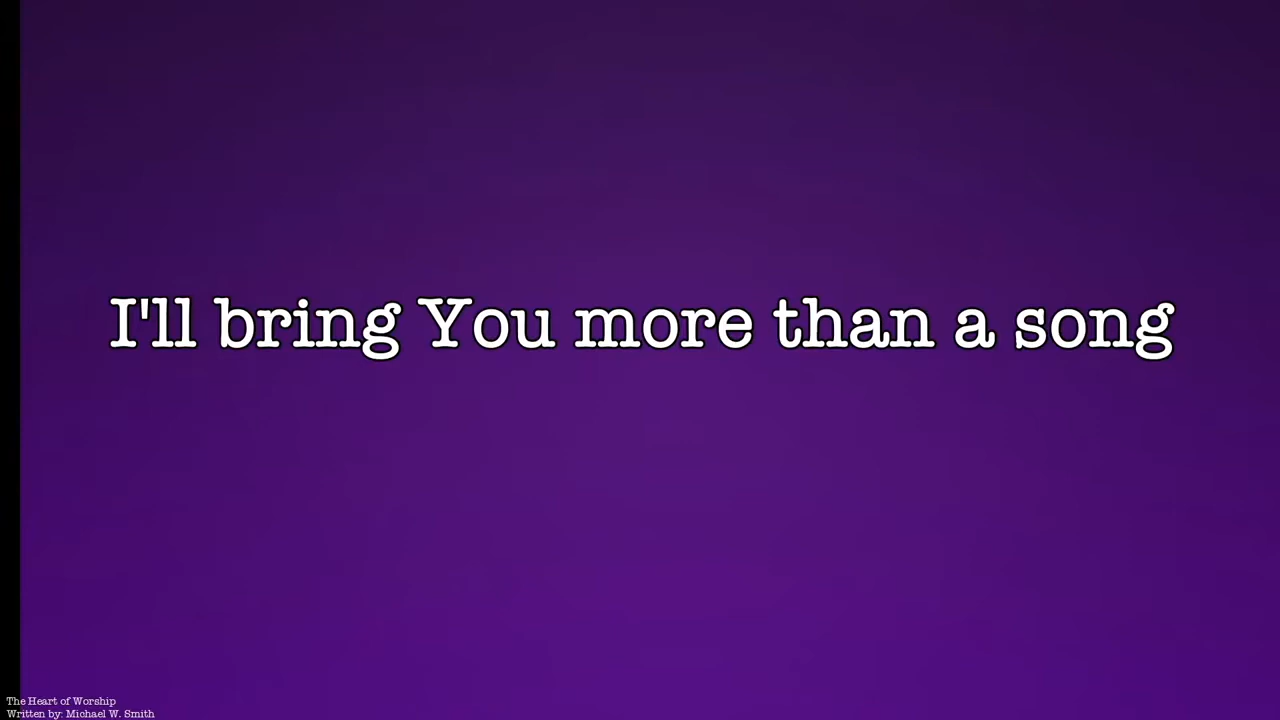 I'll bring You more than a song
The Heart of Worship
Written by: Michael W. Smith